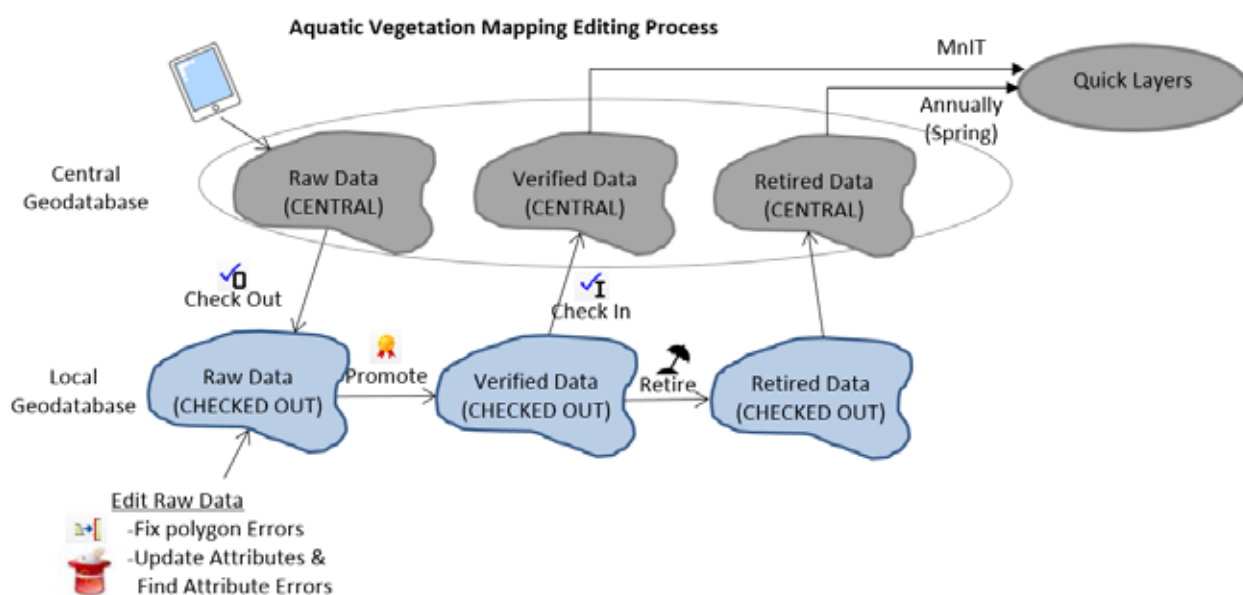 Aquatic Vegetation Mapping Editing Process
MnIT
Quick Layers
Annually
(Spring)
Central
Geodatabase
Raw Data
(CENTRAL)
Verified Data
(CENTRAL)
Retired Data
(CENTRAL)
O
Check Out
I
Check In
Local
Geodatabase
Raw Data
(CHECKED OUT)
Promote
Verified Data
(CHECKED OUT)
Retire
Retired Data
(CHECKED OUT)
Edit Raw Data
-Fix polygon Errors
-Update Attributes &
Find Attribute Errors